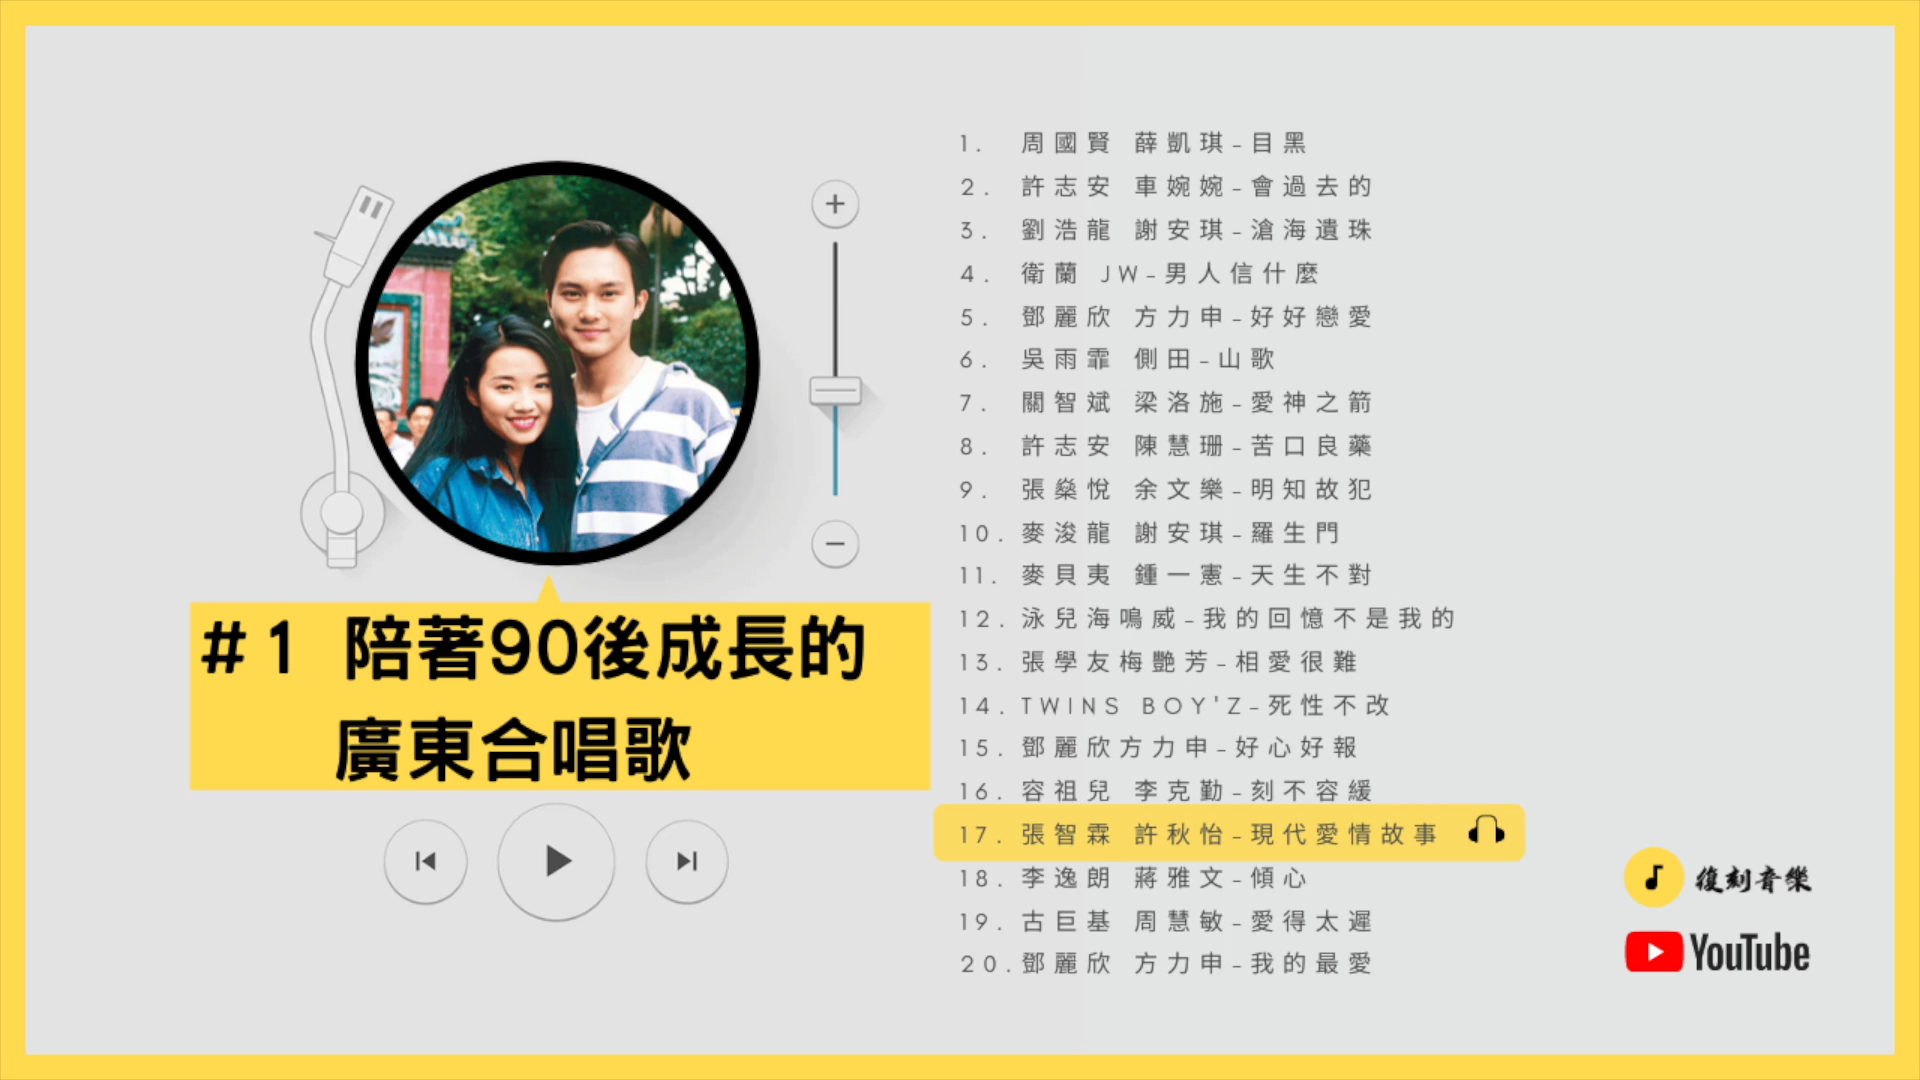 #1 陪著90後成長的
廣東合唱歌
1. 周國賢 薛凱琪-目黑
2. 許志安 車婉婉-會過去的
3. 劉浩龍 謝安琪-滄海遺珠
4. 衛蘭 JW-男人信什麼
5. 鄧麗欣 方力申-好好戀愛
6. 吳雨霏 側田-山歌
7. 關智斌 梁洛施-愛神之箭
8. 許志安 陳慧珊-苦口良藥
9. 張燊悅 余文樂-明知故犯
10. 麥浚龍 謝安琪-羅生門
11. 麥貝夷 鍾一憲-天生不對
12. 泳兒海鳴威-我的回憶不是我的
13. 張學友梅艷芳-相愛很難
14. TWINS BOY'Z-死性不改
15. 鄧麗欣方力申-好心好報
16. 容祖兒 李克勤-刻不容緩
17. 張智霖 許秋怡-現代愛情故事
18. 李逸朗 蔣雅文-傾心
19. 古巨基 周慧敏-愛得太遲
20. 鄧麗欣 方力申-我的最愛
復刻音樂
YouTube